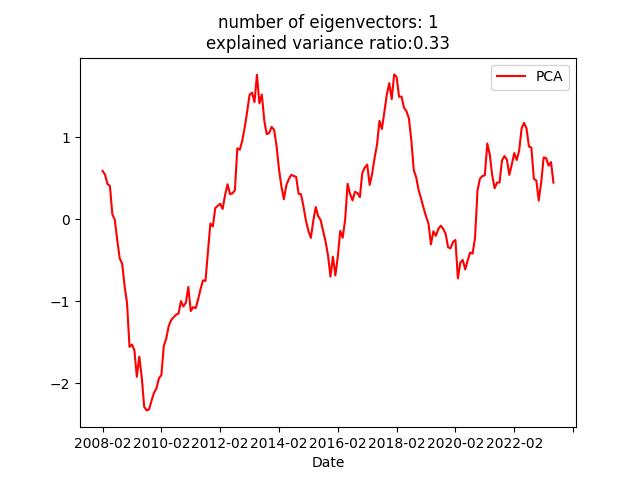 number of eigenvectors: 1
explained variance ratio:0.33
PCA
1
0
−1
−2
2008-02 2010-02 2012-02 2014-02 2016-02 2018-02 2020-02 2022-02
Date